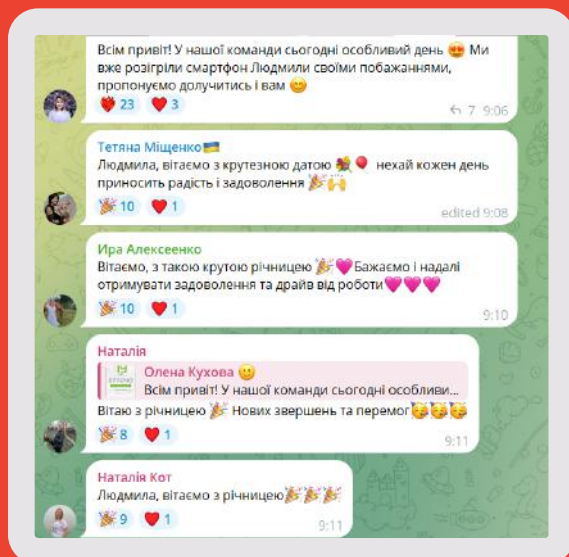 Всім привіт! У нашої команди сьогодні особливий день 😍 Ми
вже розігріли смартфон Людмили своїми побажаннями,
пропонуємо долучитись і вам 😊
23 3
7 9:06
Тетяна Міщенко🇺🇦
Людмила, вітаємо з крутезною датою 💐🎈 нехай кожен день
приносить радість і задоволення 🎉🙌
🎉 10 ❤️ 1
edited 9:08
Ира Алексеенко
Вітаємо, з такою крутою річницею 🎉💗Бажаємо і надалі
отримувати задоволення та драйв від роботи💗💗💗
🎉 10 ❤️ 1
9:10
Наталія
Олена Кухова 🙂
Всім привіт! У нашої команди сьогодні особливи...
Вітаю з річницею 🎉 Нових звершень та перемог🥳🥳🥳
🎉 8 ❤️ 1
9:11
Наталія Кот
Людмила, вітаємо з річницею🎉🎉🎉
🎉 9 ❤️ 1
9:11